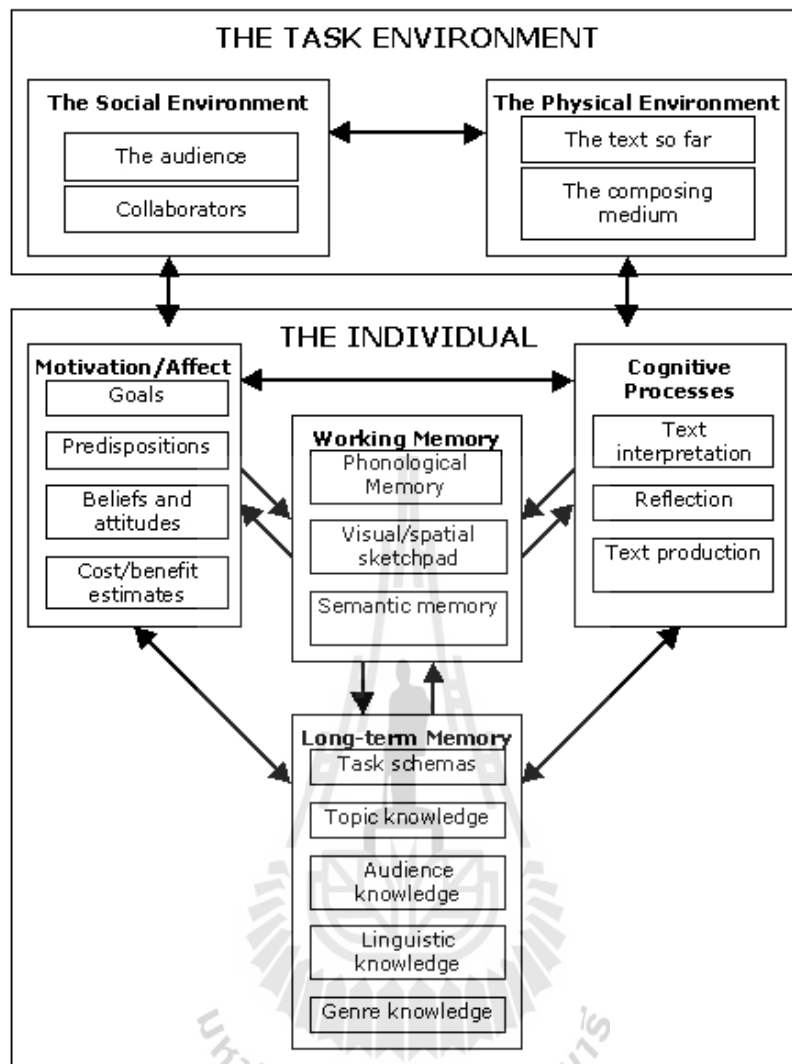 THE TASK ENVIRONMENT
The Social Environment
The audience
Collaborators
The Physical Environment
The text so far
The composing
medium
THE INDIVIDUAL
Motivation/Affect
Goals
Predispositions
Beliefs and
attitudes
Cost/benefit
estimates
Working Memory
Phonological
Memory
Visual/spatial
sketchpad
Semantic memory
Cognitive
Processes
Text
interpretation
Reflection
Text production
Long-term Memory
Task schemas
Topic knowledge
Audience
knowledge
Linguistic
knowledge
Genre knowledge